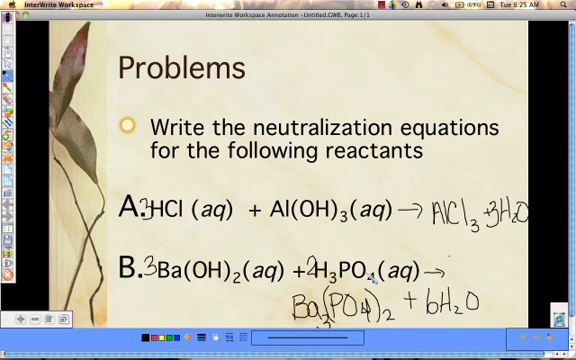 InterWrite Workspace
(69%)
Tue 8:25 AM
InterWrite Workspace Annotation -Untitled.GWB, Page:1/1
Problems
Write the neutralization equations
for the following reactants
A. 3HCl (aq) + Al(OH)₃(aq) → AlCl₃ + 3H₂O
B. 3Ba(OH)₂(aq) + 2H₃PO₄(aq) →
Ba₃(PO₄)₂ + 6H₂O